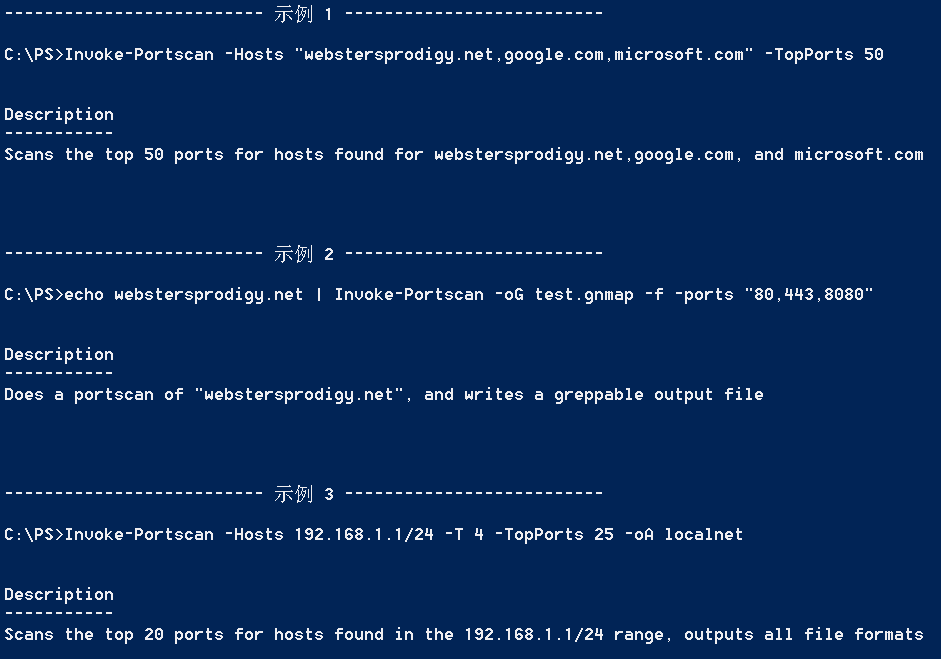 -------------------------- 示例 1 --------------------------
C:\PS>Invoke-Portscan -Hosts "webstersprodigy.net,google.com,microsoft.com" -TopPorts 50
Description
-----------
Scans the top 50 ports for hosts found for webstersprodigy.net,google.com, and microsoft.com
-------------------------- 示例 2 --------------------------
C:\PS>echo webstersprodigy.net | Invoke-Portscan -oG test.gnmap -f -ports "80,443,8080"
Description
-----------
Does a portscan of "webstersprodigy.net", and writes a greppable output file
-------------------------- 示例 3 --------------------------
C:\PS>Invoke-Portscan -Hosts 192.168.1.1/24 -T 4 -TopPorts 25 -oA localnet
Description
-----------
Scans the top 20 ports for hosts found in the 192.168.1.1/24 range, outputs all file formats